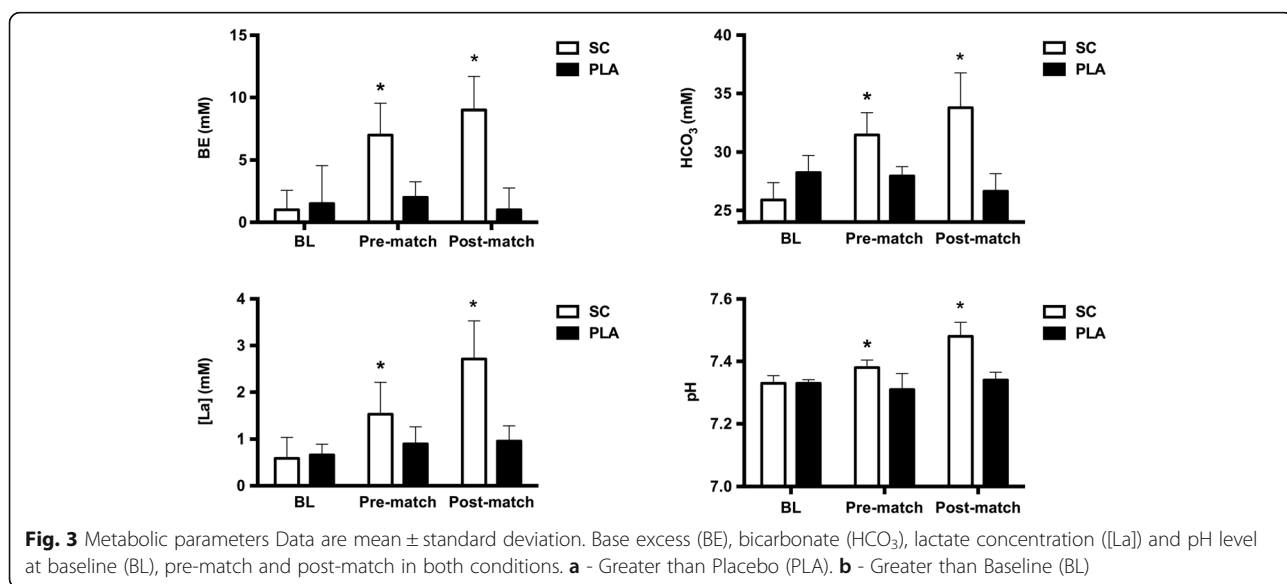 15
10
5
0
BE (mM)
*
*
BL
Pre-match
Post-match
SC
PLA
40
35
30
25
HCO3 (mM)
*
*
BL
Pre-match
Post-match
SC
PLA
4
3
2
1
0
[La] (mM)
*
*
BL
Pre-match
Post-match
SC
PLA
7.6
7.4
7.2
7.0
pH
*
*
BL
Pre-match
Post-match
SC
PLA
Fig. 3 Metabolic parameters Data are mean ± standard deviation. Base excess (BE), bicarbonate (HCO3), lactate concentration ([La]) and pH level
at baseline (BL), pre-match and post-match in both conditions. a - Greater than Placebo (PLA). b - Greater than Baseline (BL)